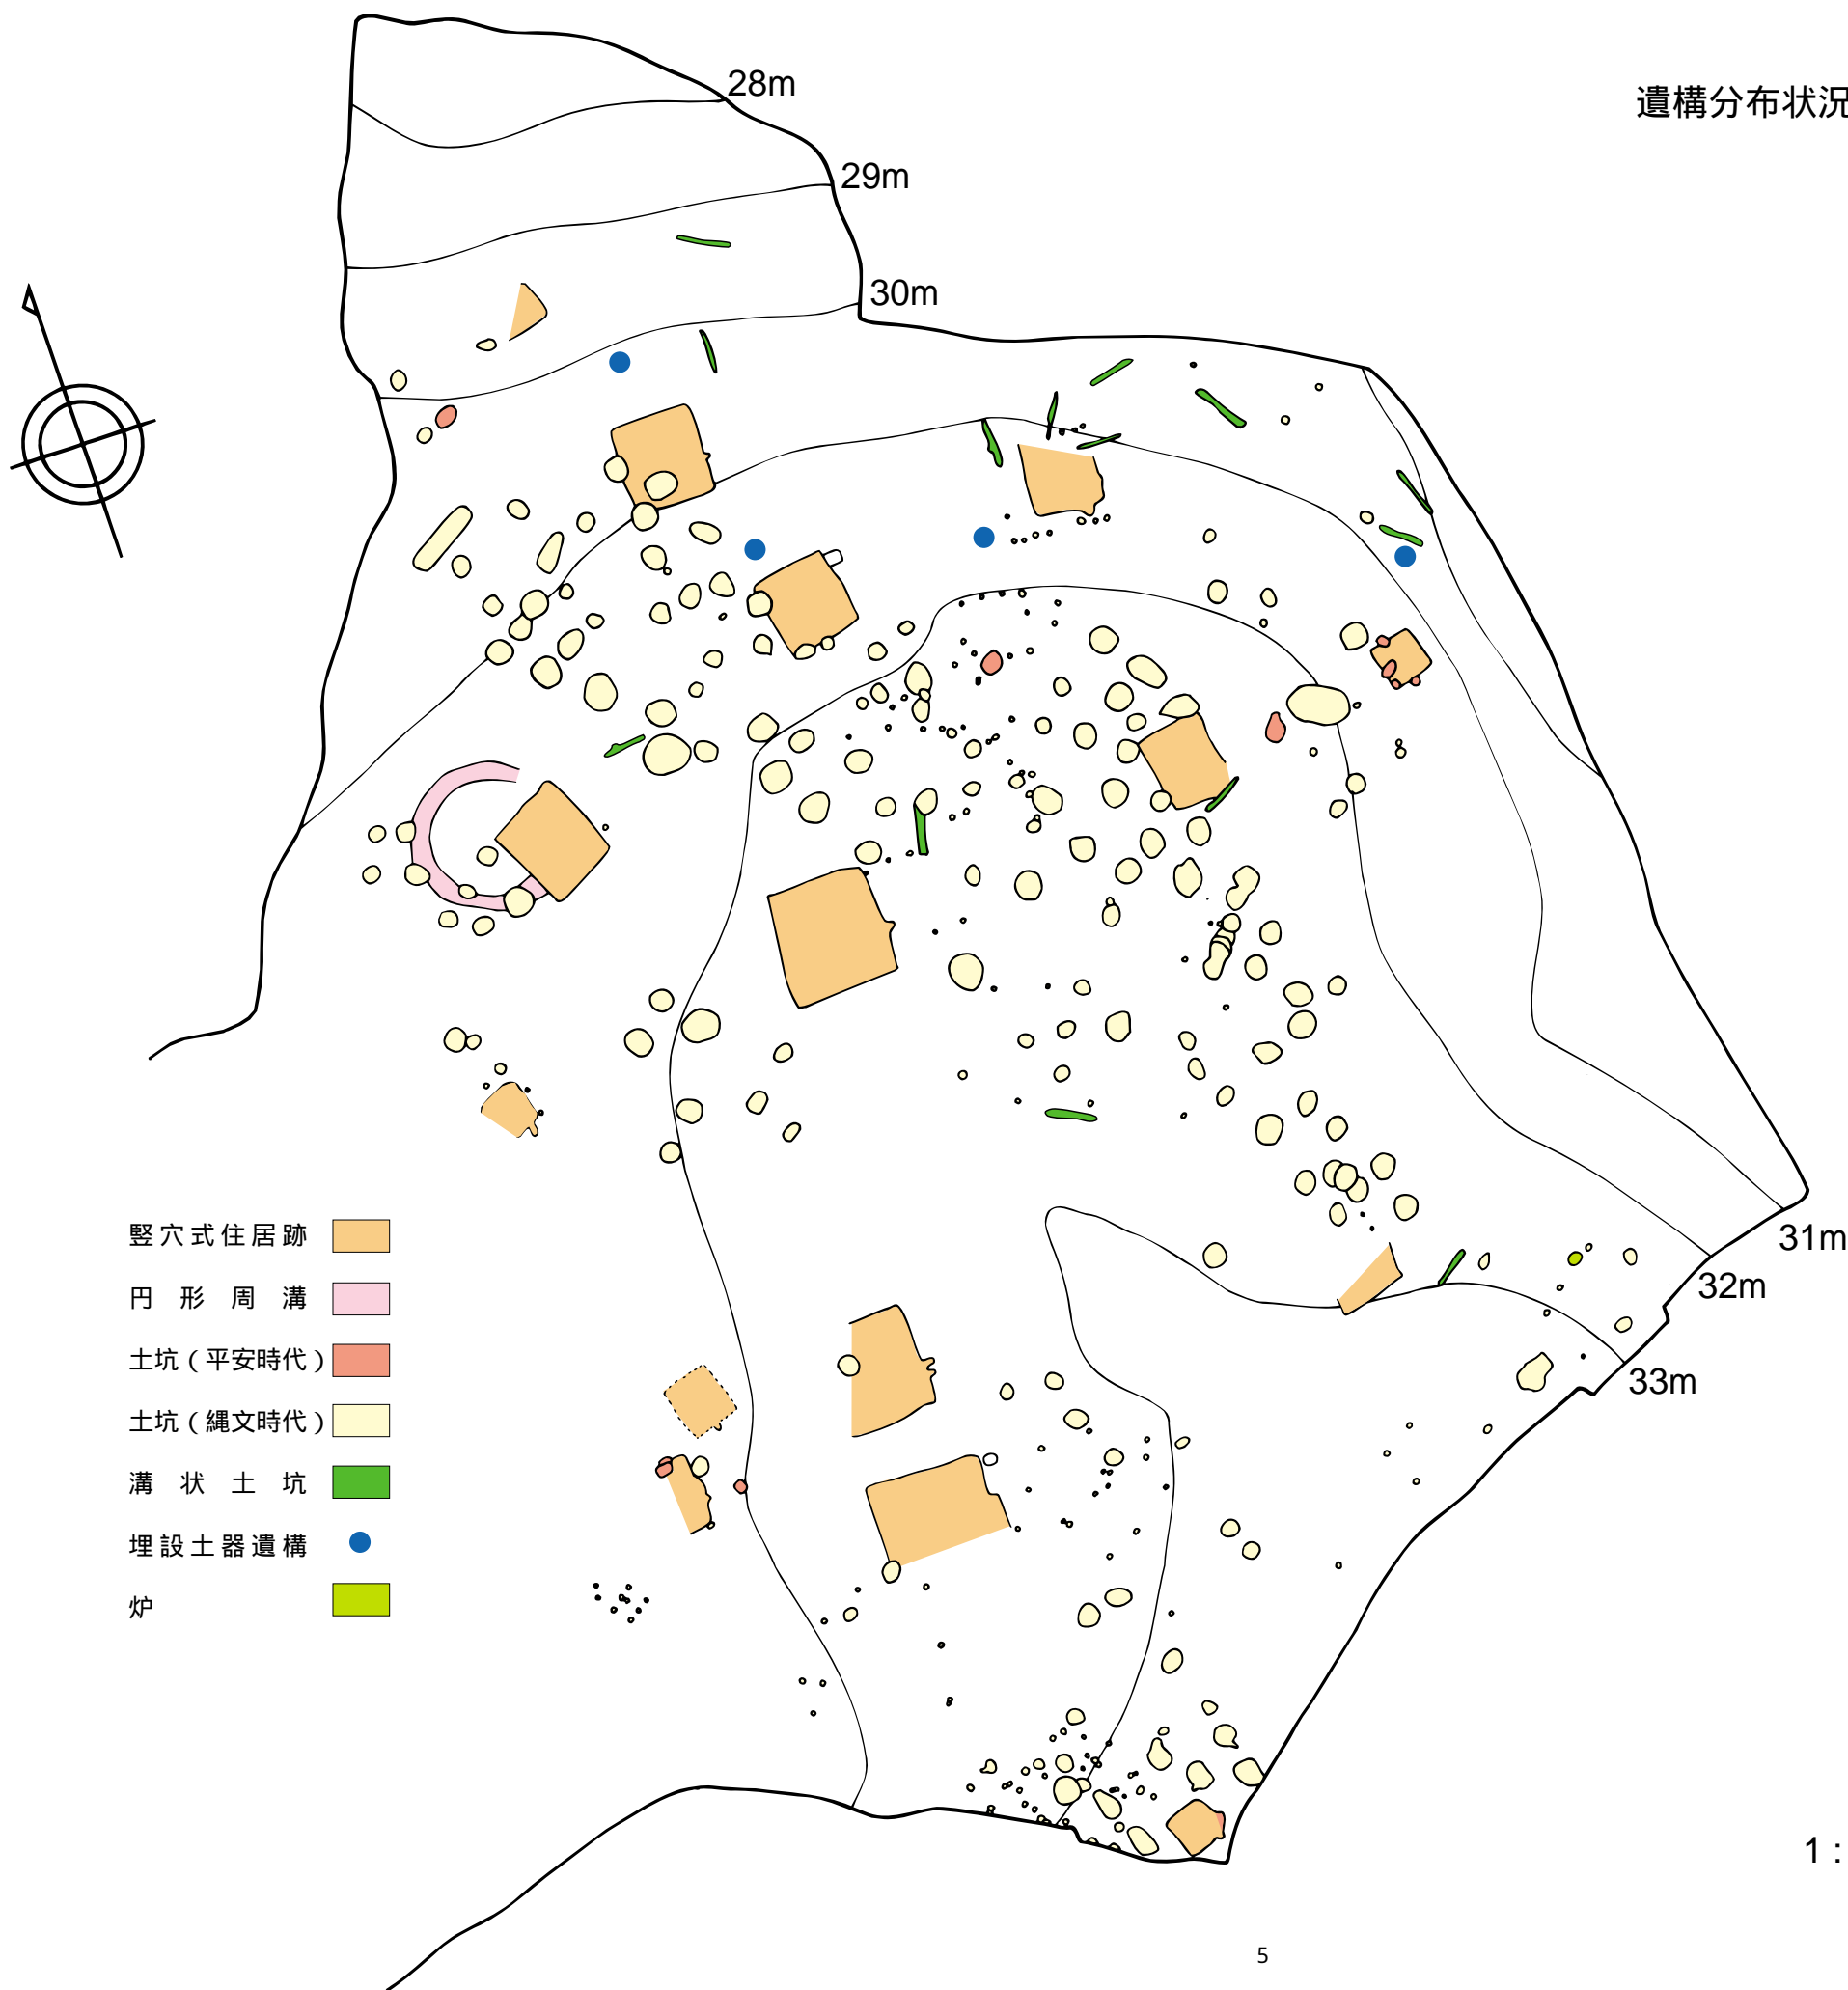 遺構分布状況
28m
29m
30m
31m
32m
33m
竪穴式住居跡
円形周溝
土坑（平安時代）
土坑（縄文時代）
溝状土坑
埋設土器遺構
炉
1：
5